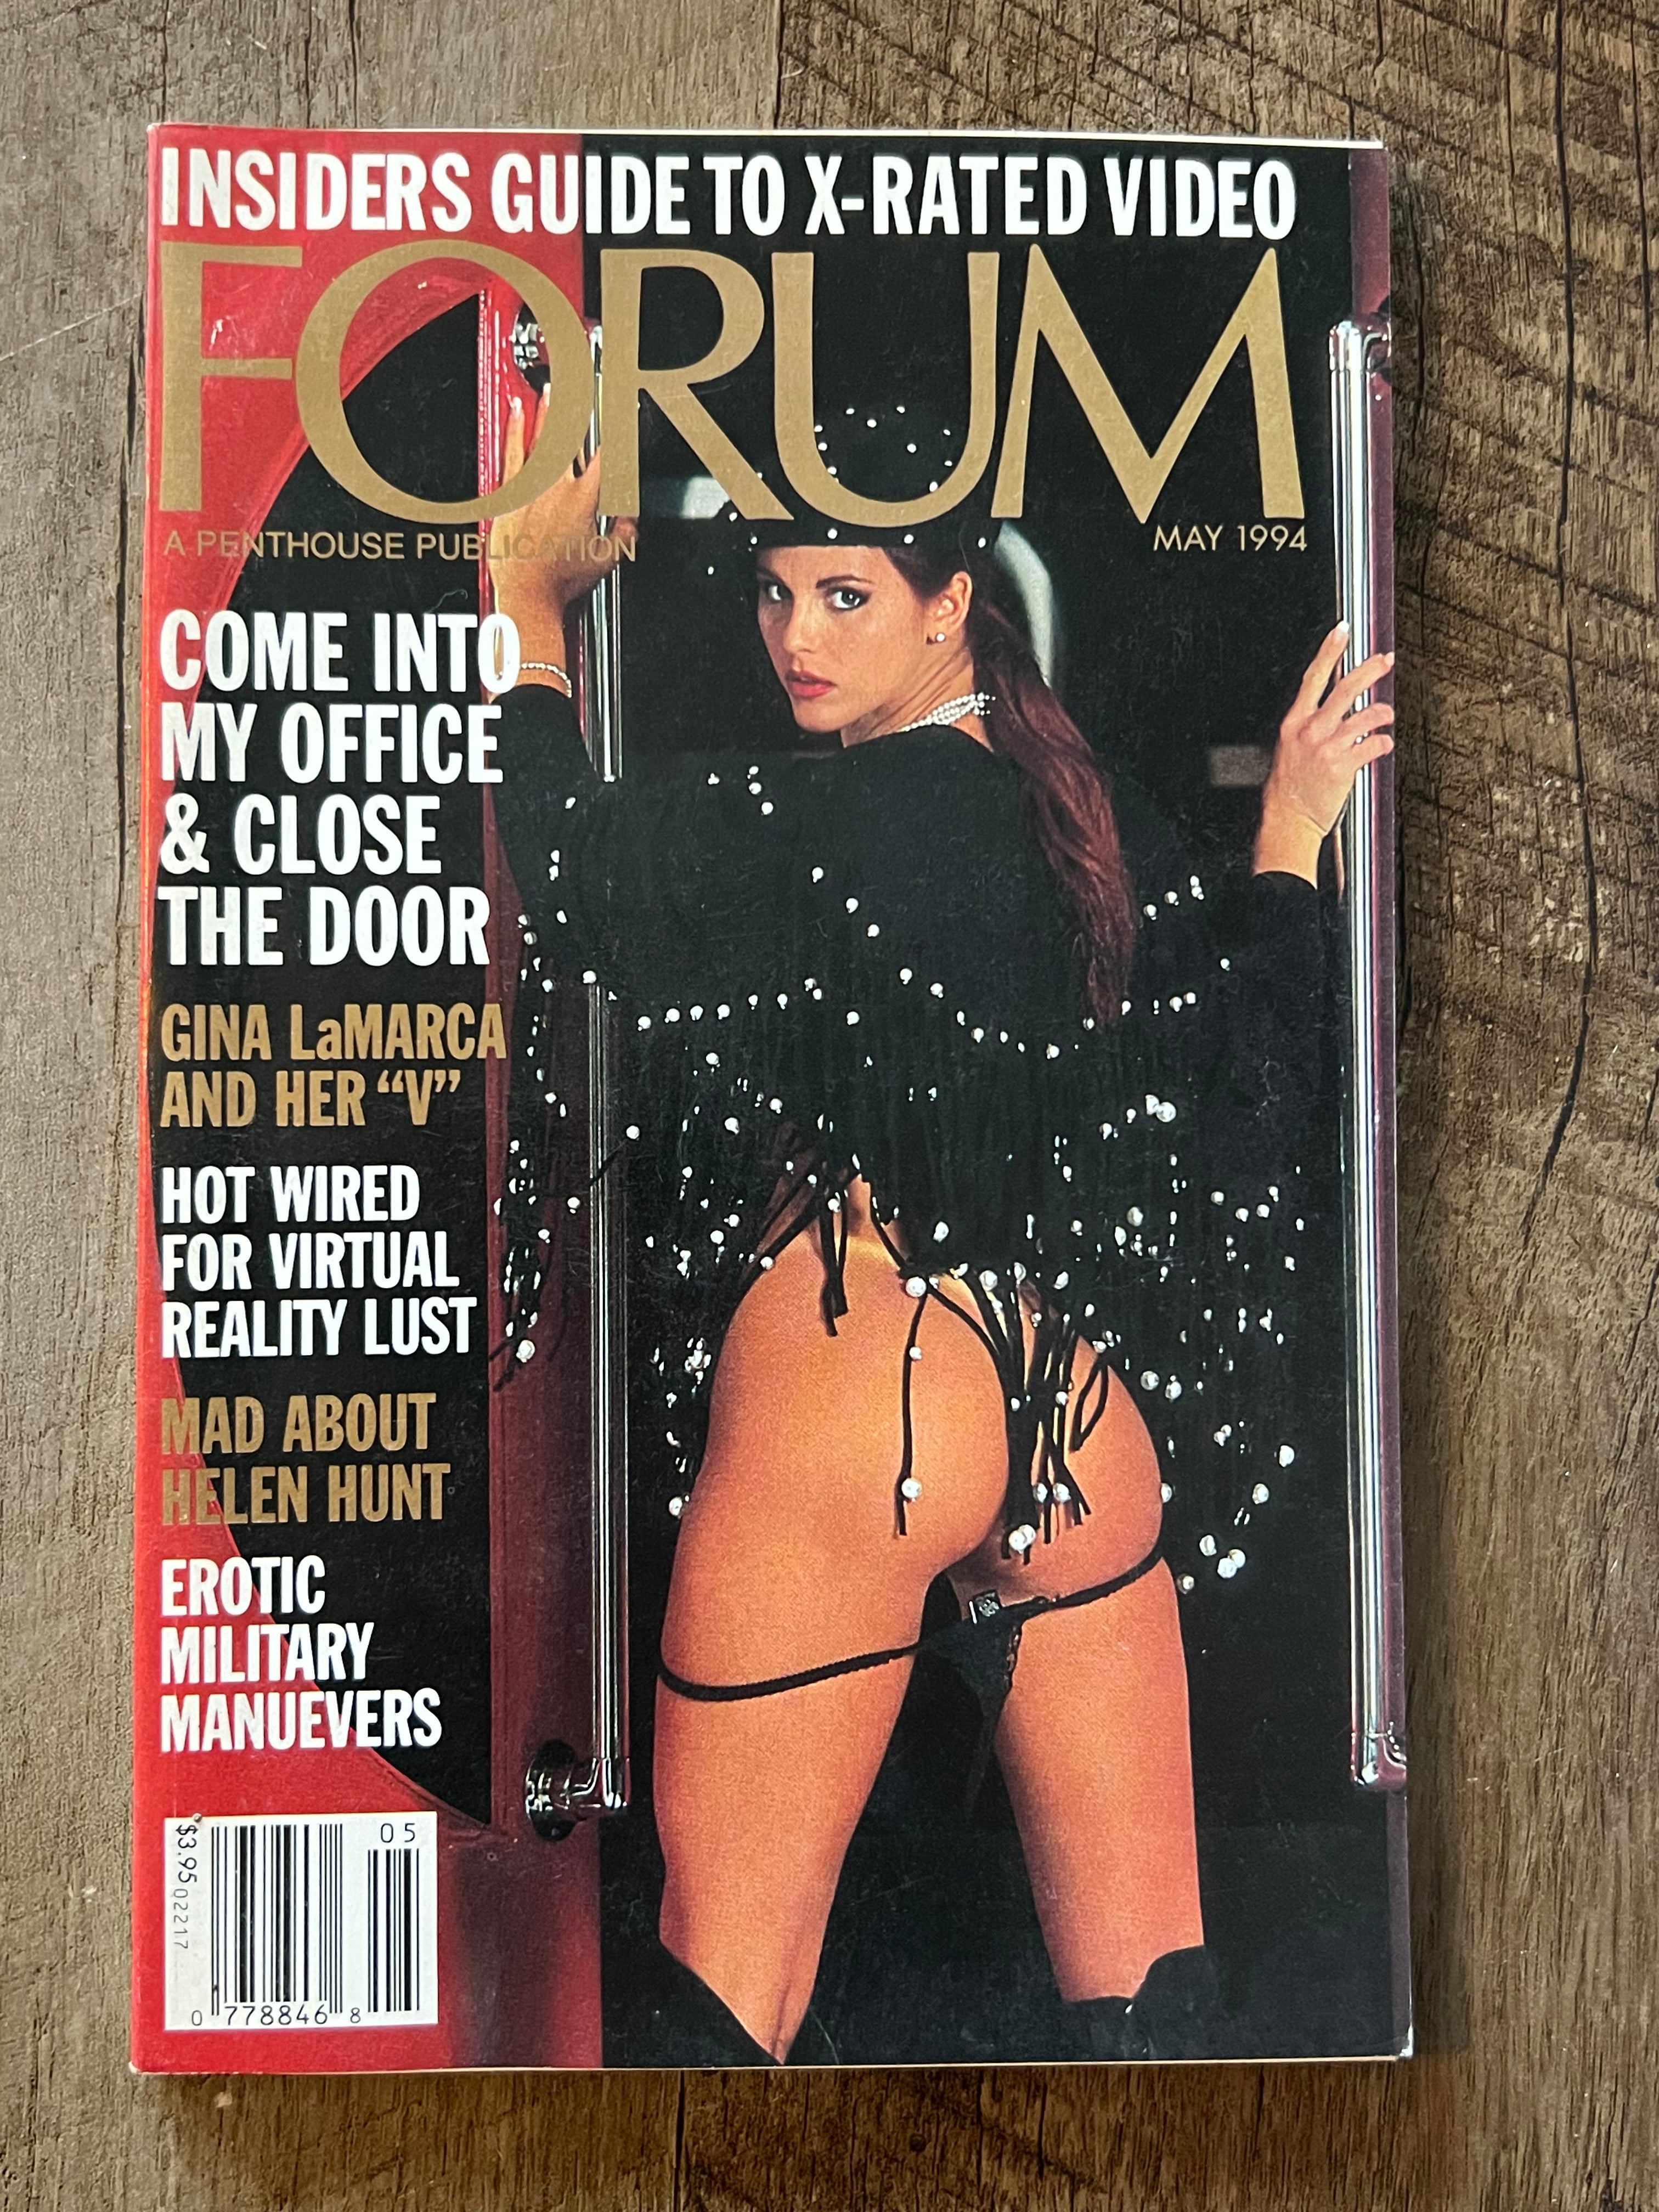 INSIDERS GUIDE TO X-RATED VIDEO
FORUM
A PENTHOUSE PUBLICATION
MAY 1994
COME INTO
MY OFFICE
& CLOSE
THE DOOR
GINA LaMARCA
AND HER "V"
HOT WIRED
FOR VIRTUAL
REALITY LUST
MAD ABOUT
HELEN HUNT
EROTIC
MILITARY
MANUEVERS
$3.95
02217
05
0 778846 8